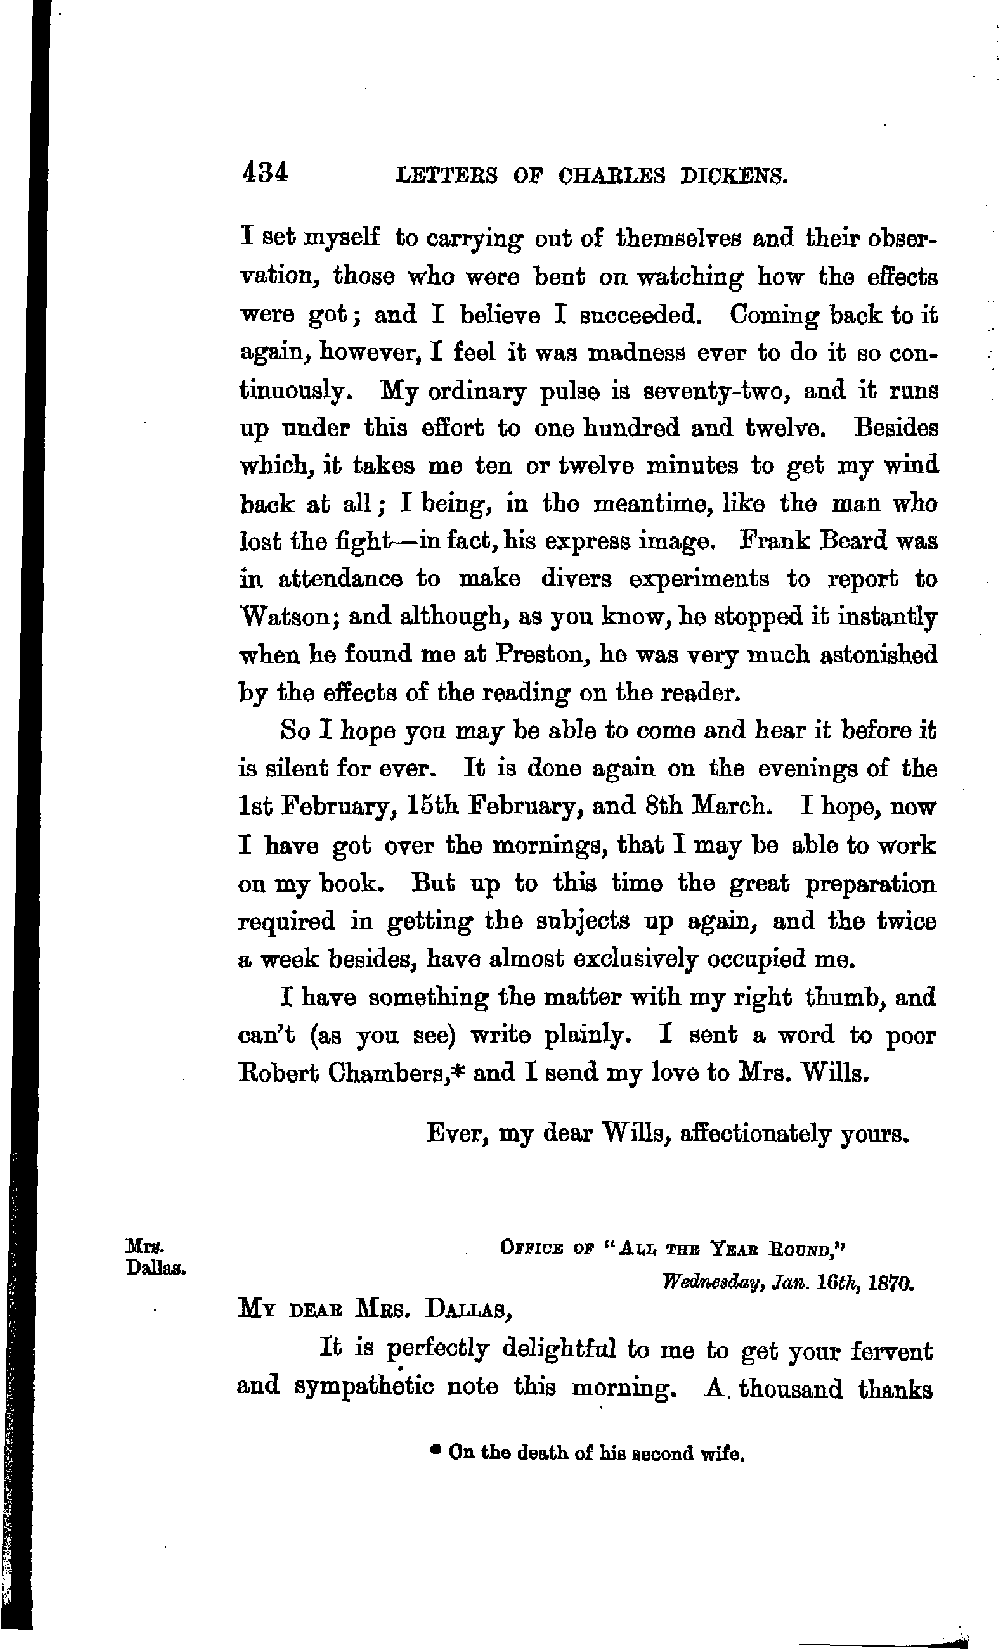 434 LETTERS OF CHARLES DICKENS.
I set myself to carrying out of themselves and their obser-
vation, those who were bent on watching how the effects
were got; and I believe I succeeded. Coming back to it
again, however, I feel it was madness ever to do it so con-
tinuously. My ordinary pulse is seventy-two, and it runs
up under this effort to one hundred and twelve. Besides
which, it takes me ten or twelve minutes to get my wind
back at all; I being, in the meantime, like the man who
lost the fight—in fact, his express image. Frank Beard was
in attendance to make divers experiments to report to
Watson; and although, as you know, he stopped it instantly
when he found me at Preston, he was very much astonished
by the effects of the reading on the reader.
So I hope you may be able to come and hear it before it
is silent for ever. It is done again on the evenings of the
1st February, 15th February, and 8th March. I hope, now
I have got over the mornings, that I may be able to work
on my book. But up to this time the great preparation
required in getting the subjects up again, and the twice
a week besides, have almost exclusively occupied me.
I have something the matter with my right thumb, and
can't (as you see) write plainly. I sent a word to poor
Robert Chambers,* and I send my love to Mrs. Wills.
Ever, my dear Wills, affectionately yours.
Mrs.
Dallas.
OFFICE OF "ALL THE YEAR ROUND,"
Wednesday, Jan. 16th, 1870.
MY DEAR MRS. DALLAS,
It is perfectly delightful to me to get your fervent
and sympathetic note this morning. A thousand thanks
* On the death of his second wife.